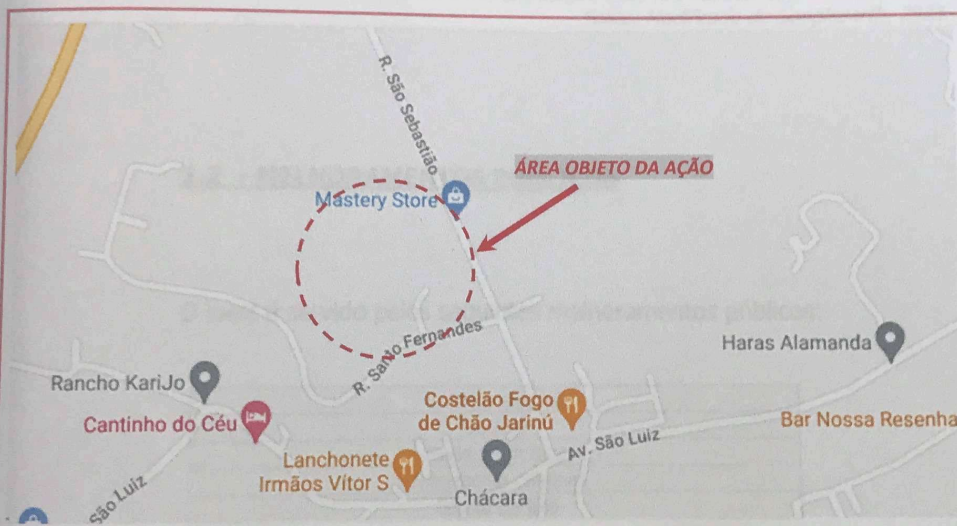 R. São Sebastião
ÁREA OBJETO DA AÇÃO
Mastery Store
R. Santo Fernandes
Haras Alamanda
Rancho KariJo
Cantinho do Céu
Costelão Fogo
de Chão Jarinú
Bar Nossa Resenha
Av. São Luiz
Lanchonete
Irmãos Vítor S
Chácara
São Luiz